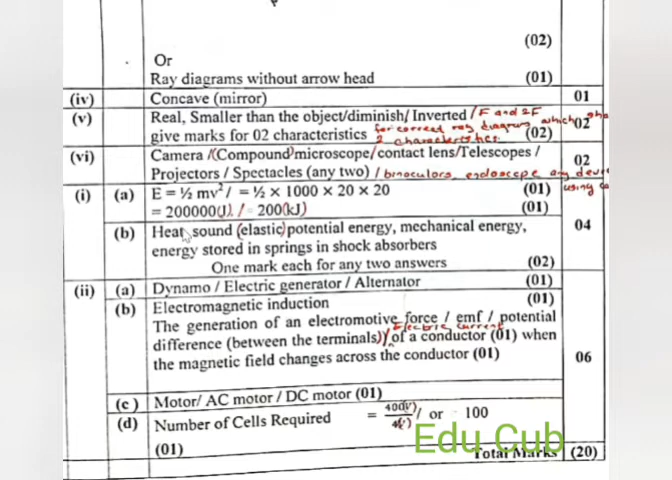 (02)
Or
Ray diagrams without arrow head (01)
(iv) Concave (mirror) 01
(v) Real, Smaller than the object/diminish/ Inverted / F and 2F
give marks for 02 characteristics for correct ray diagram which (02) 02
2 characteristics
(vi) Camera /(Compound)microscope/contact lens/Telescopes / 02
Projectors / Spectacles (any two) / binoculars, endoscope any
using
(i) (a) E = ½ mv² / = ½ × 1000 × 20 × 20 (01)
= 200000(J) / = 200(kJ) (01)
(b) Heat, sound (elastic) potential energy, mechanical energy, 04
energy stored in springs in shock absorbers
One mark each for any two answers (02)
(ii) (a) Dynamo / Electric generator / Alternator (01)
(b) Electromagnetic induction (01)
The generation of an electromotive force / emf / potential
Electric current
difference (between the terminals) / of a conductor (01) when
the magnetic field changes across the conductor (01) 06
(c) Motor/ AC motor / DC motor (01)
(d) Number of Cells Required = 400(V)/4(V) / or 100
(01)
Edu Cub
Total Marks (20)